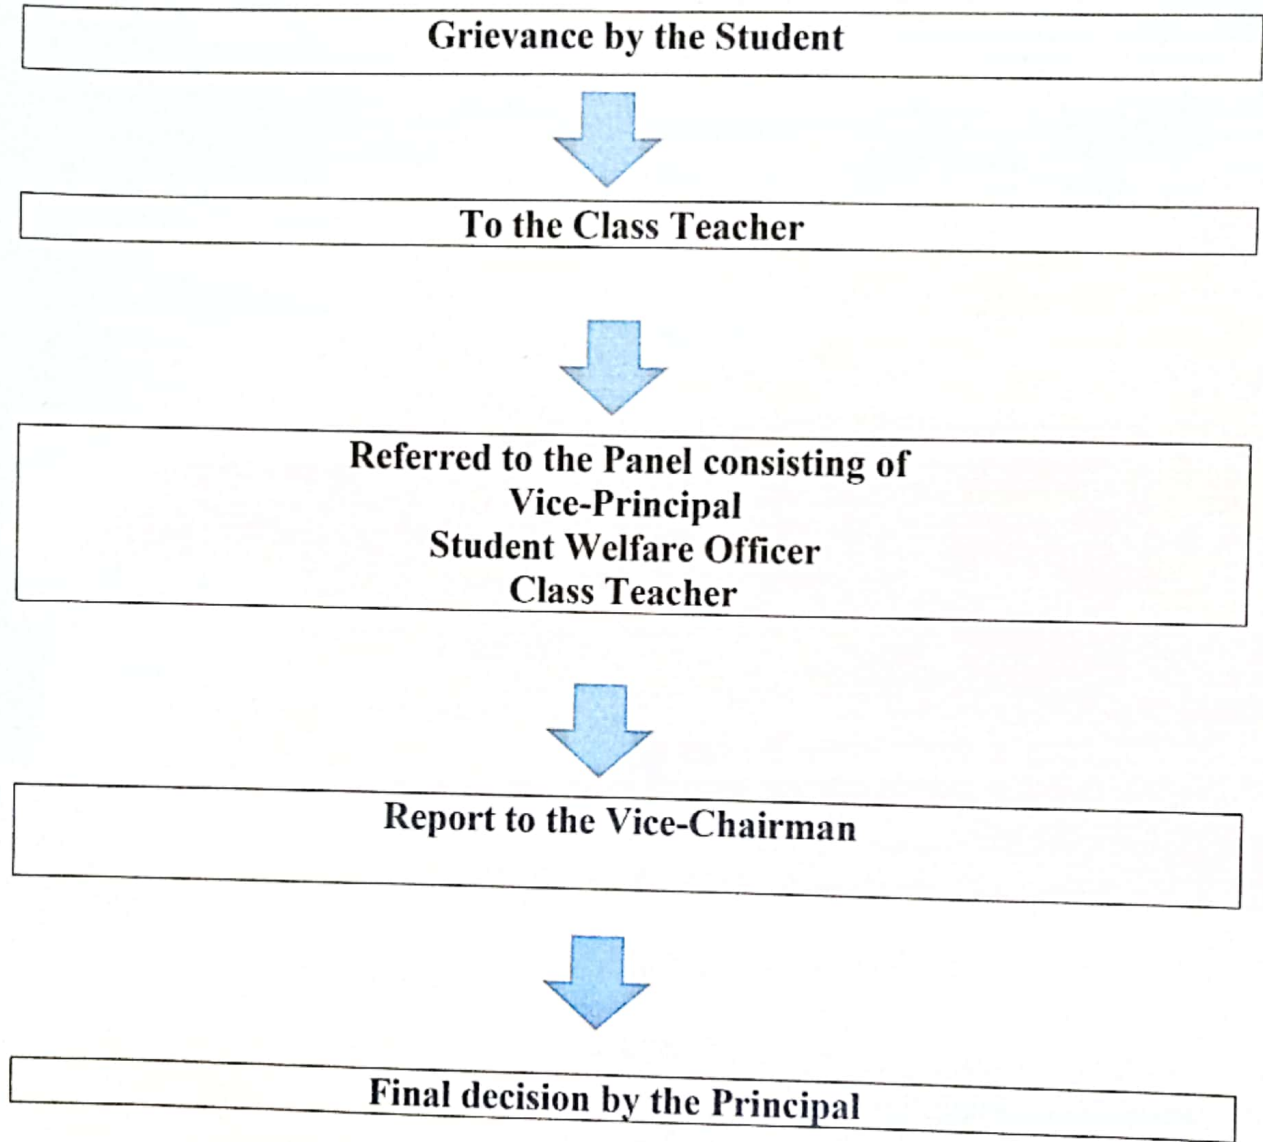 Grievance by the Student
To the Class Teacher
Referred to the Panel consisting of
Vice-Principal
Student Welfare Officer
Class Teacher
Report to the Vice-Chairman
Final decision by the Principal